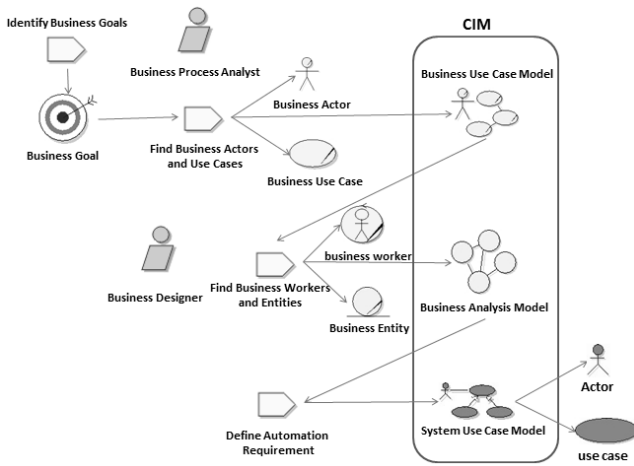 Identify Business Goals
CIM
Business Process Analyst
Business Use Case Model
Business Actor
Business Goal
Find Business Actors
and Use Cases
Business Use Case
business worker
Business Designer
Find Business Workers
and Entities
Business Entity
Business Analysis Model
Actor
Define Automation
Requirement
System Use Case Model
use case